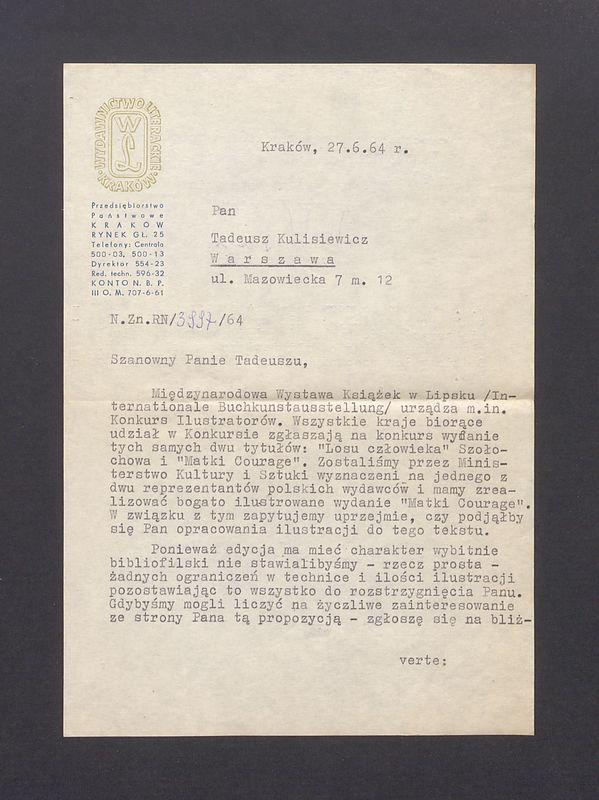 WYDAWNICTWO LITERACKIE
KRAKÓW
WL
Przedsiębiorstwo
Państwowe
KRAKÓW
RYNEK GŁ. 25
Telefony: Centrala
500-03, 500-13
Dyrektor 554-23
Red. techn. 596-32
KONTO N. B. P.
III O. M. 707-6-61
Kraków, 27.6.64 r.
Pan
Tadeusz Kulisiewicz
Warszawa
ul. Mazowiecka 7 m. 12
N.Zn.RN/3997/64
Szanowny Panie Tadeuszu,
Międzynarodowa Wystawa Książek w Lipsku /In-
ternationale Buchkunstausstellung/ urządza m.in.
Konkurs Ilustratorów. Wszystkie kraje biorące
udział w Konkursie zgłaszają na konkurs wydanie
tych samych dwu tytułów: "Losu człowieka" Szoło-
chowa i "Matki Courage". Zostaliśmy przez Minis-
terstwo Kultury i Sztuki wyznaczeni na jednego z
dwu reprezentantów polskich wydawców i mamy zrea-
lizować bogato ilustrowane wydanie "Matki Courage".
W związku z tym zapytujemy uprzejmie, czy podjąłby
się Pan opracowania ilustracji do tego tekstu.
Ponieważ edycja ma mieć charakter wybitnie
bibliofilski nie stawialibyśmy - rzecz prosta -
żadnych ograniczeń w technice i ilości ilustracji
pozostawiając to wszystko do rozstrzygnięcia Panu.
Gdybyśmy mogli liczyć na życzliwe zainteresowanie
ze strony Pana tą propozycją - zgłoszę się na bliż-
verte: